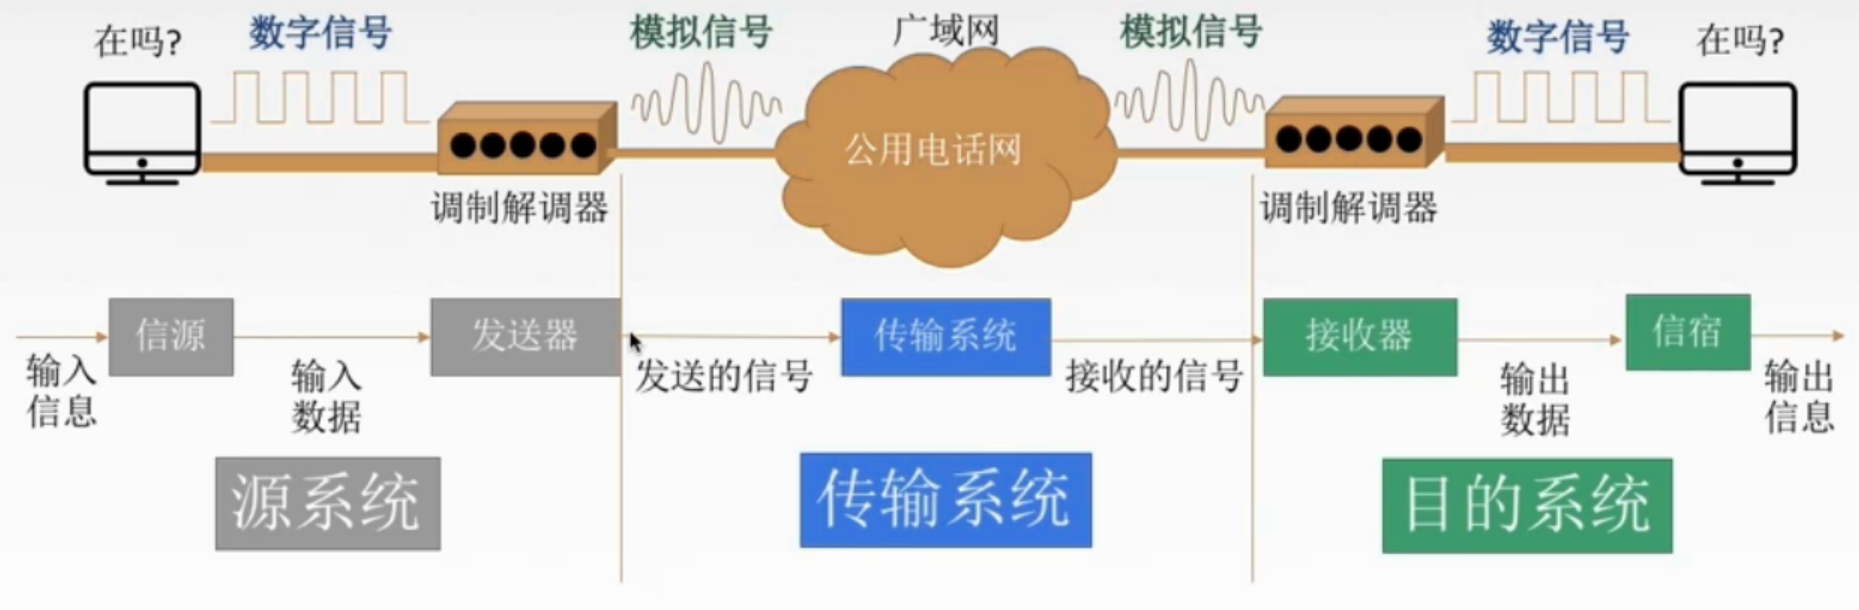 在吗?
数字信号
模拟信号
广域网
模拟信号
数字信号
在吗?
公用电话网
调制解调器
调制解调器
信源
发送器
传输系统
接收器
信宿
输入
信息
输入
数据
发送的信号
接收的信号
输出
数据
输出
信息
源系统
传输系统
目的系统